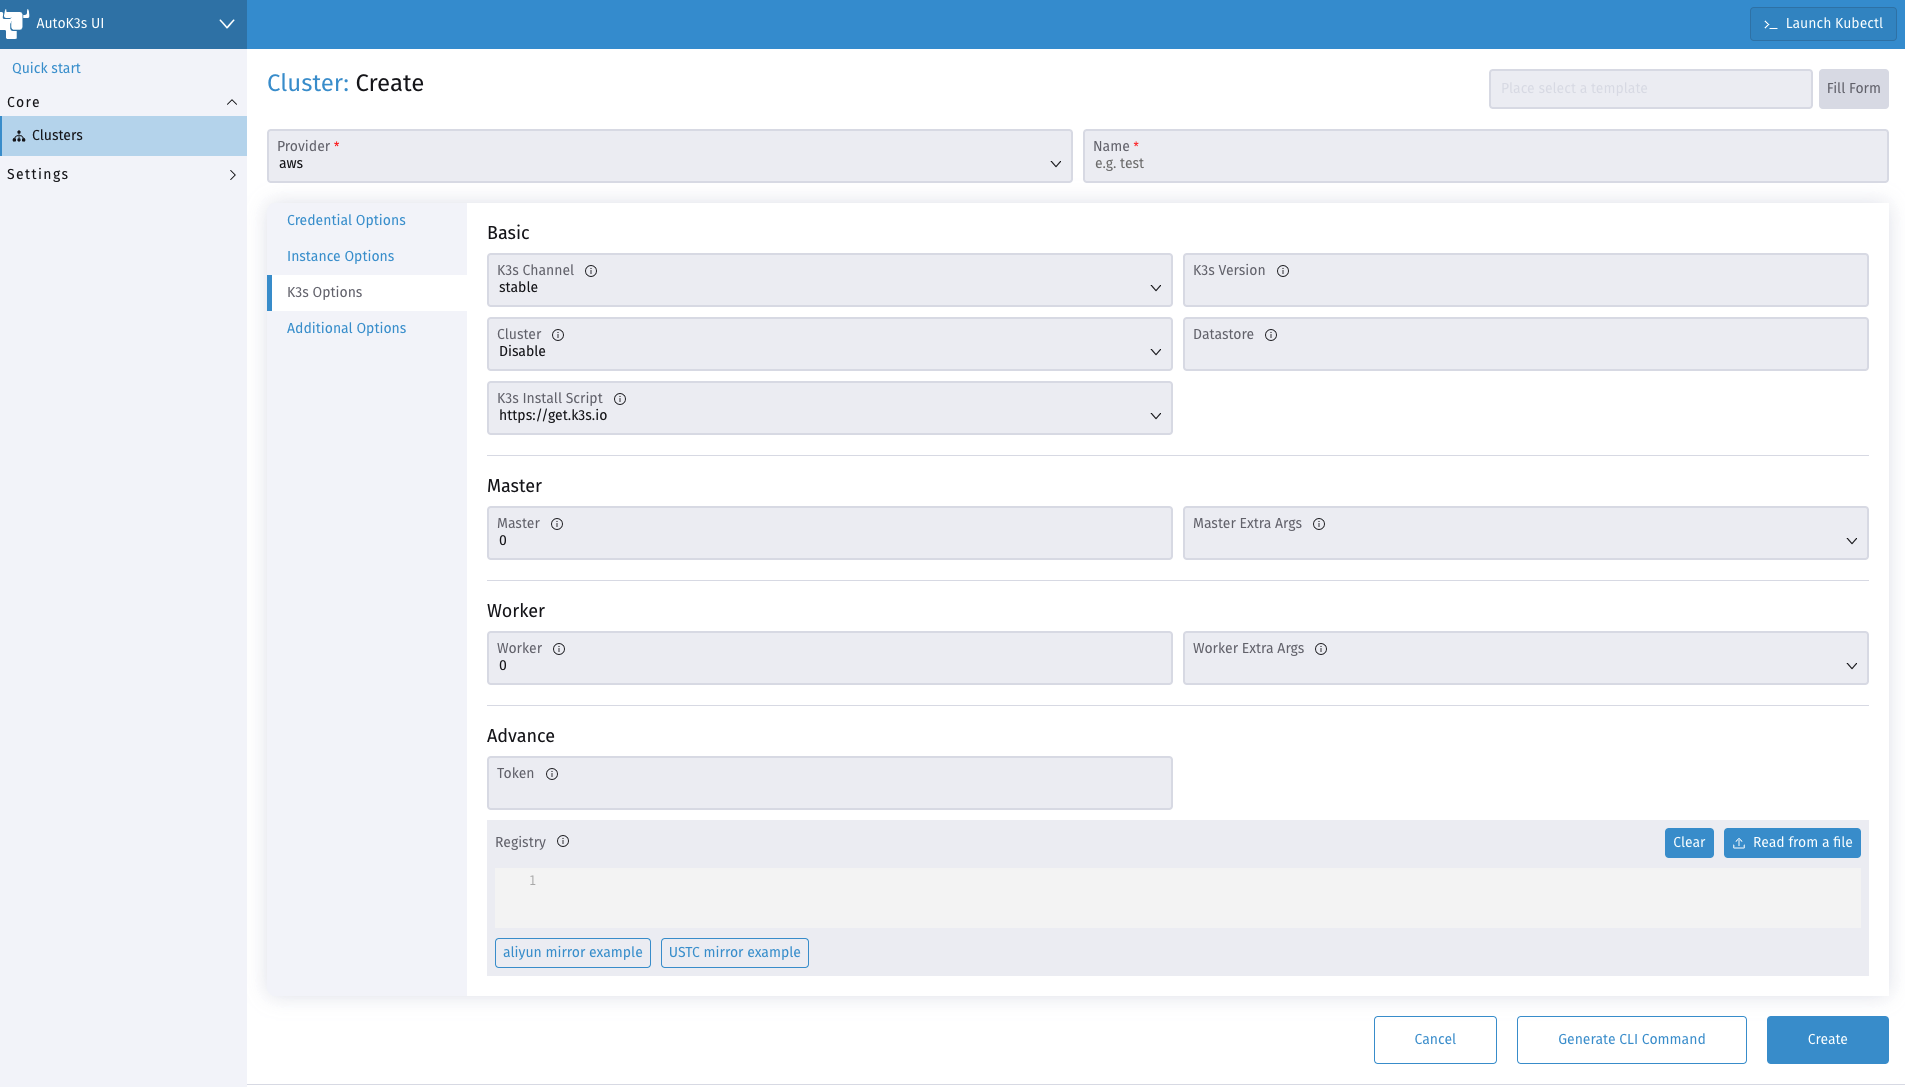 AutoK3s UI
>_ Launch Kubectl
Quick start
Core
Clusters
Settings
Cluster: Create
Place select a template
Fill Form
Provider *
aws
Name *
e.g. test
Credential Options
Instance Options
K3s Options
Additional Options
Basic
K3s Channel
stable
K3s Version
Cluster
Disable
Datastore
K3s Install Script
https://get.k3s.io
Master
Master
0
Master Extra Args
Worker
Worker
0
Worker Extra Args
Advance
Token
Registry
Clear
Read from a file
1
aliyun mirror example
USTC mirror example
Cancel
Generate CLI Command
Create